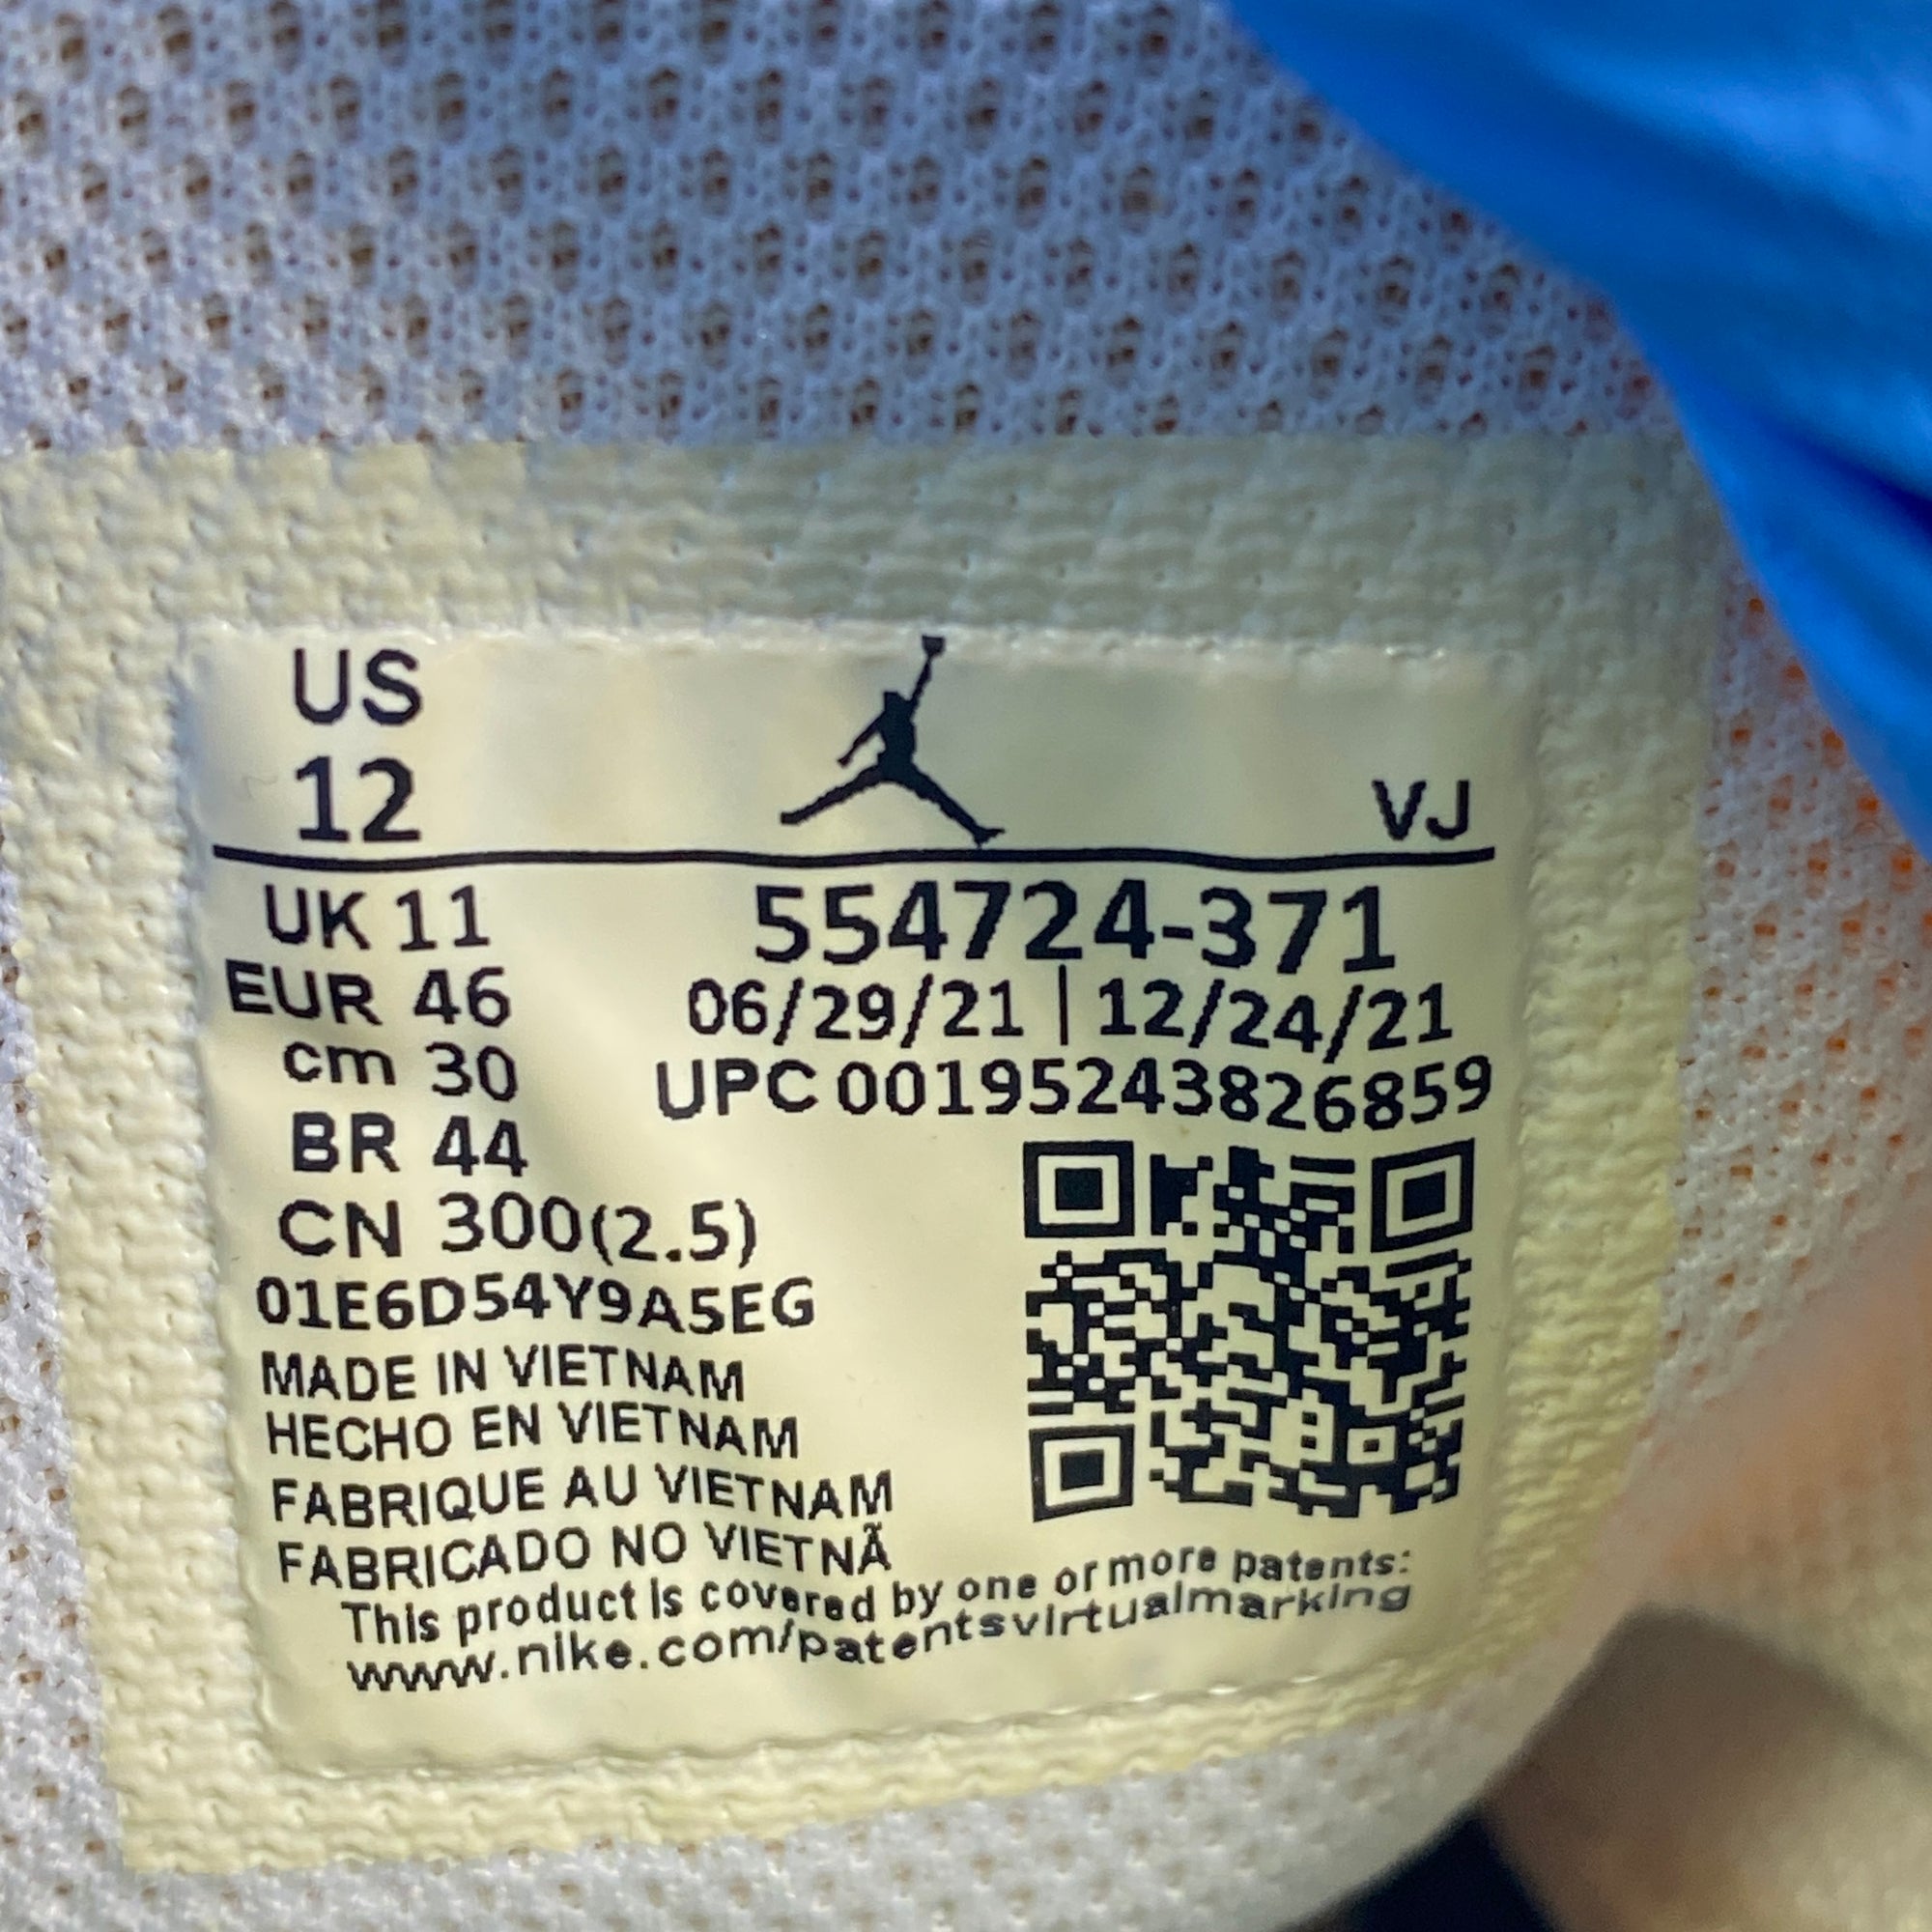 US
12
VJ
UK 11
EUR 46
cm 30
BR 44
CN 300(2.5)
554724-371
06/29/21 | 12/24/21
UPC 00195243826859
01E6D54Y9A5EG
MADE IN VIETNAM
HECHO EN VIETNAM
FABRIQUE AU VIETNAM
FABRICADO NO VIETNÃ
This product is covered by one or more patents:
www.nike.com/patentsvirtualmarking